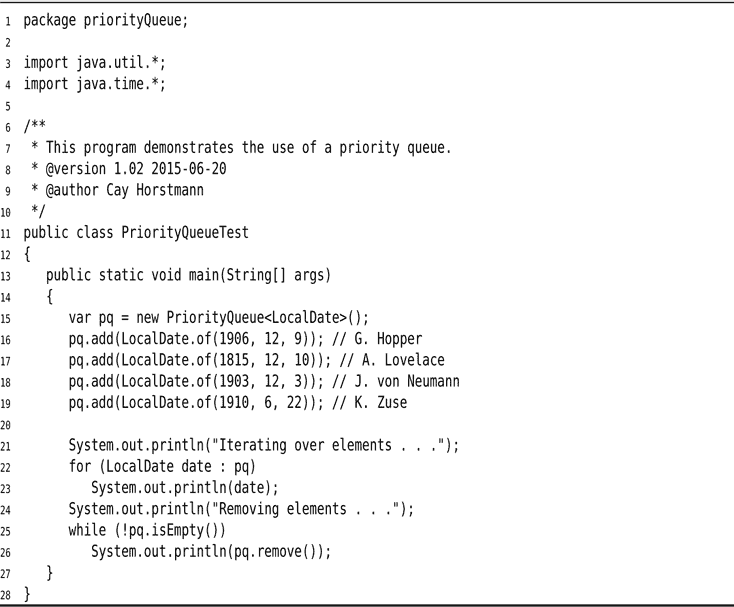 1 package priorityQueue;
2
3 import java.util.*;
4 import java.time.*;
5
6 /**
7  * This program demonstrates the use of a priority queue.
8  * @version 1.02 2015-06-20
9  * @author Cay Horstmann
10  */
11 public class PriorityQueueTest
12 {
13    public static void main(String[] args)
14    {
15       var pq = new PriorityQueue<LocalDate>();
16       pq.add(LocalDate.of(1906, 12, 9)); // G. Hopper
17       pq.add(LocalDate.of(1815, 12, 10)); // A. Lovelace
18       pq.add(LocalDate.of(1903, 12, 3)); // J. von Neumann
19       pq.add(LocalDate.of(1910, 6, 22)); // K. Zuse
20
21       System.out.println("Iterating over elements . . .");
22       for (LocalDate date : pq)
23          System.out.println(date);
24       System.out.println("Removing elements . . .");
25       while (!pq.isEmpty())
26          System.out.println(pq.remove());
27    }
28 }